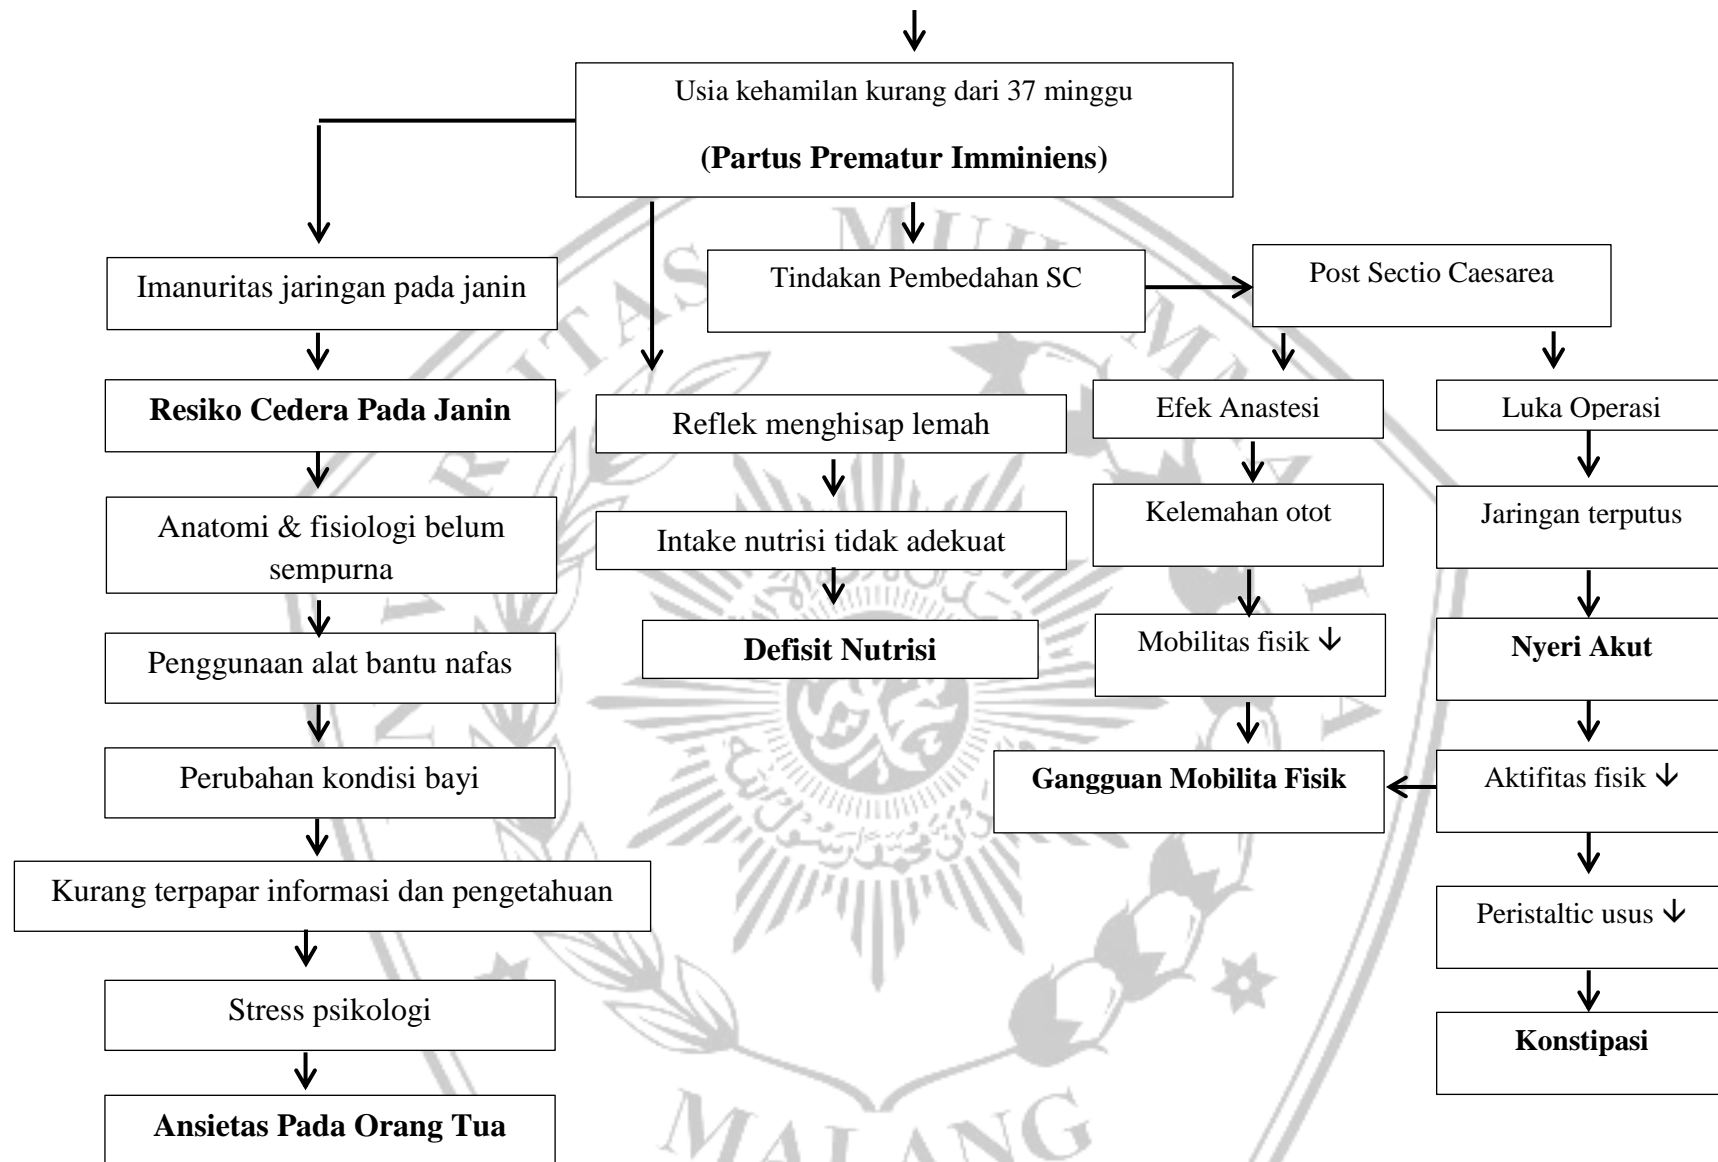 Usia kehamilan kurang dari 37 minggu
(Partus Prematur Imminiens)
Imanuritas jaringan pada janin
Tindakan Pembedahan SC
Post Sectio Caesarea
Resiko Cedera Pada Janin
Reflek menghisap lemah
Efek Anastesi
Luka Operasi
Anatomi & fisiologi belum
sempurna
Intake nutrisi tidak adekuat
Kelemahan otot
Jaringan terputus
Penggunaan alat bantu nafas
Defisit Nutrisi
Mobilitas fisik ↓
Nyeri Akut
Perubahan kondisi bayi
Gangguan Mobilita Fisik
Aktifitas fisik ↓
Kurang terpapar informasi dan pengetahuan
Peristaltic usus ↓
Stress psikologi
Konstipasi
Ansietas Pada Orang Tua
MALANG